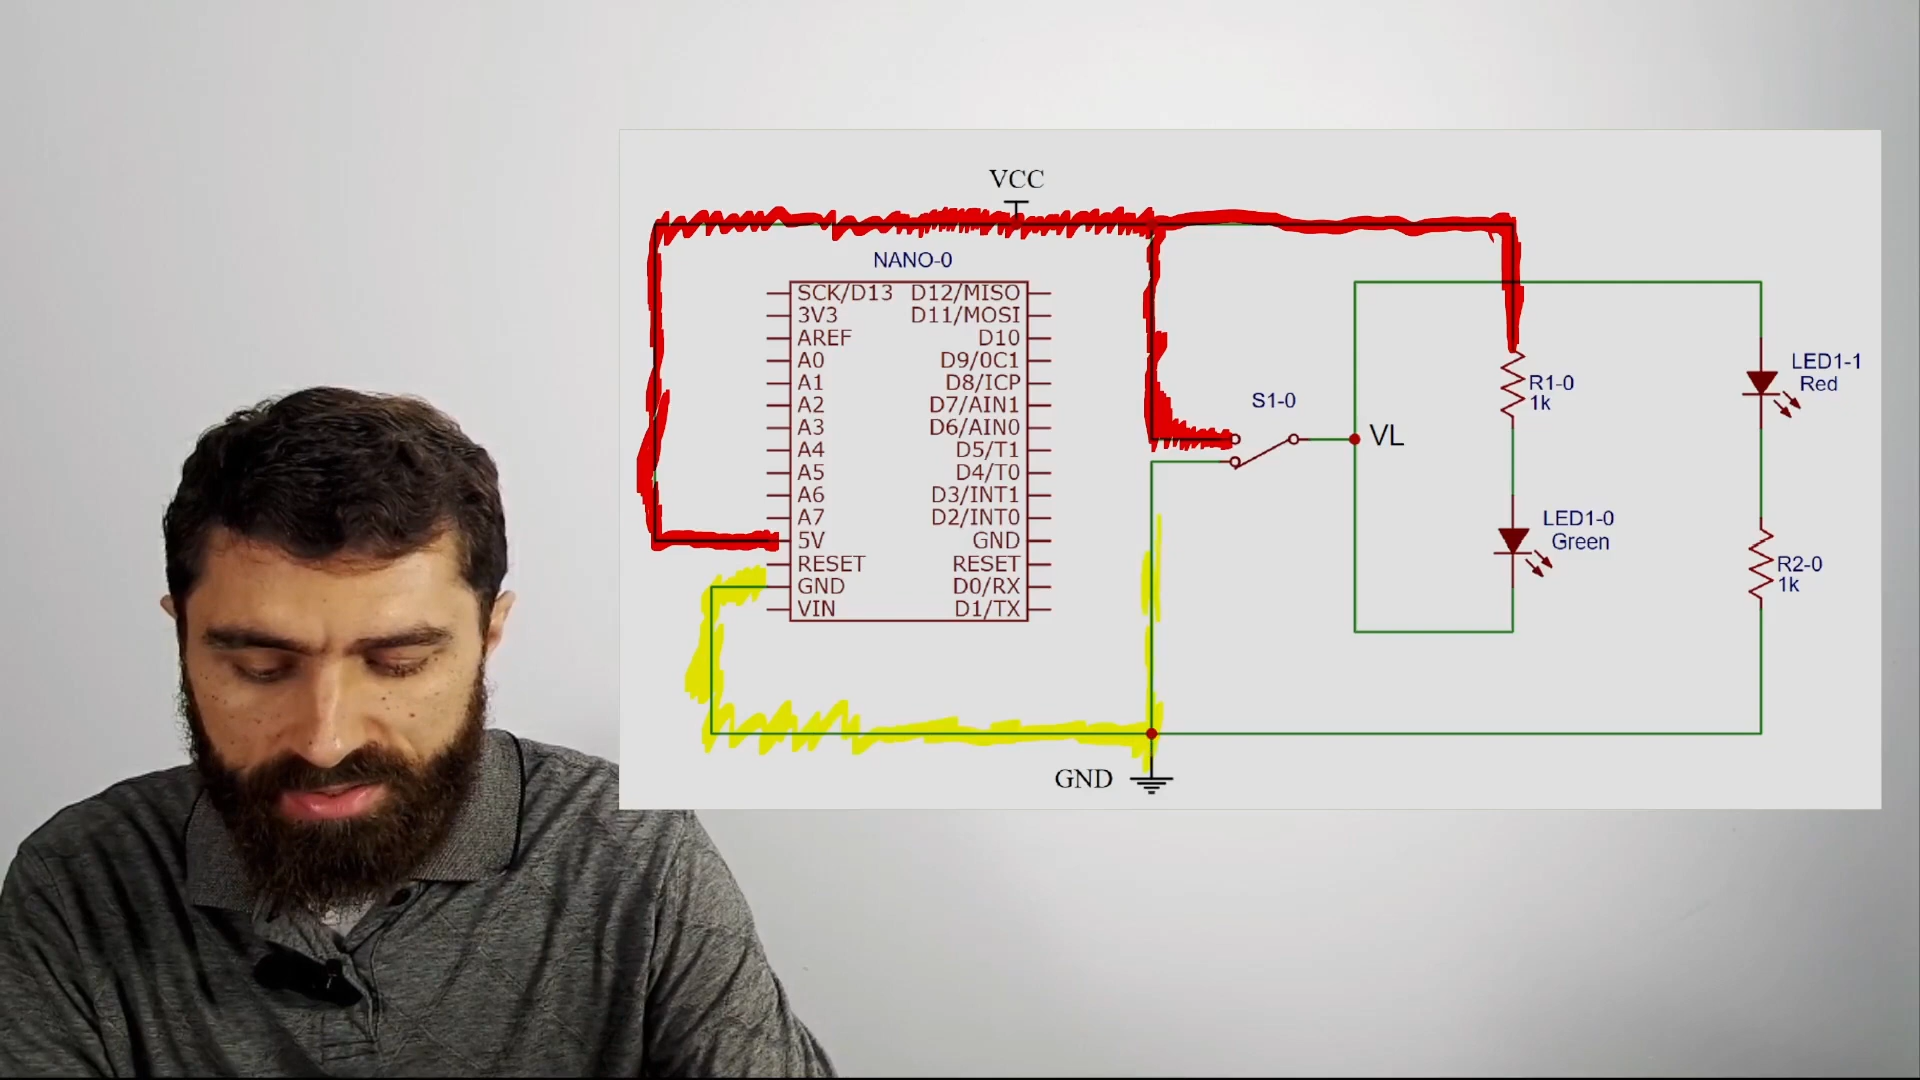 VCC
NANO-0
SCK/D13 D12/MISO
3V3 D11/MOSI
AREF D10
A0 D9/0C1
A1 D8/ICP
A2 D7/AIN1
A3 D6/AIN0
A4 D5/T1
A5 D4/T0
A6 D3/INT1
A7 D2/INT0
5V GND
RESET RESET
GND D0/RX
VIN D1/TX
GND
S1-0
VL
R1-0
1k
LED1-0
Green
LED1-1
Red
R2-0
1k